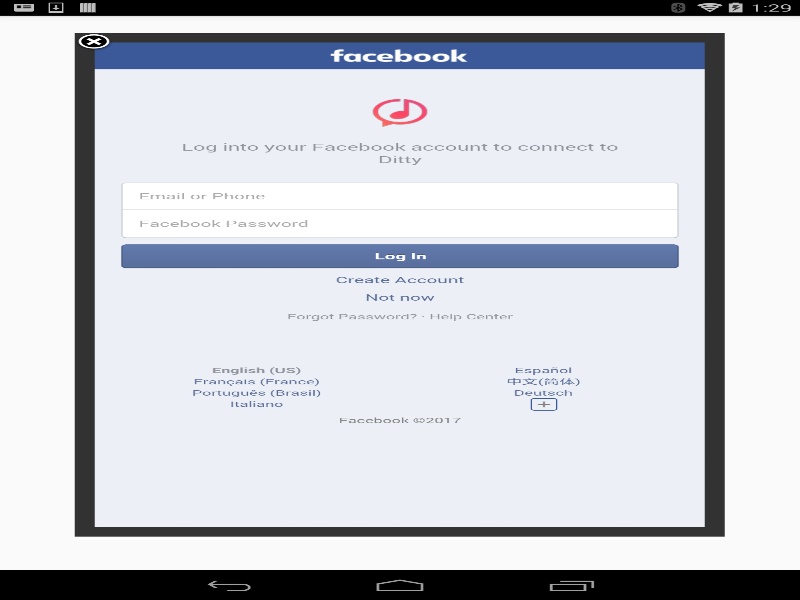 1:29
facebook
Log into your Facebook account to connect to
Ditty
Email or Phone
Facebook Password
Log In
Create Account
Not now
Forgot Password? · Help Center
English (US)
Español
Français (France)
中文(简体)
Português (Brasil)
Deutsch
Italiano
Facebook ©2017